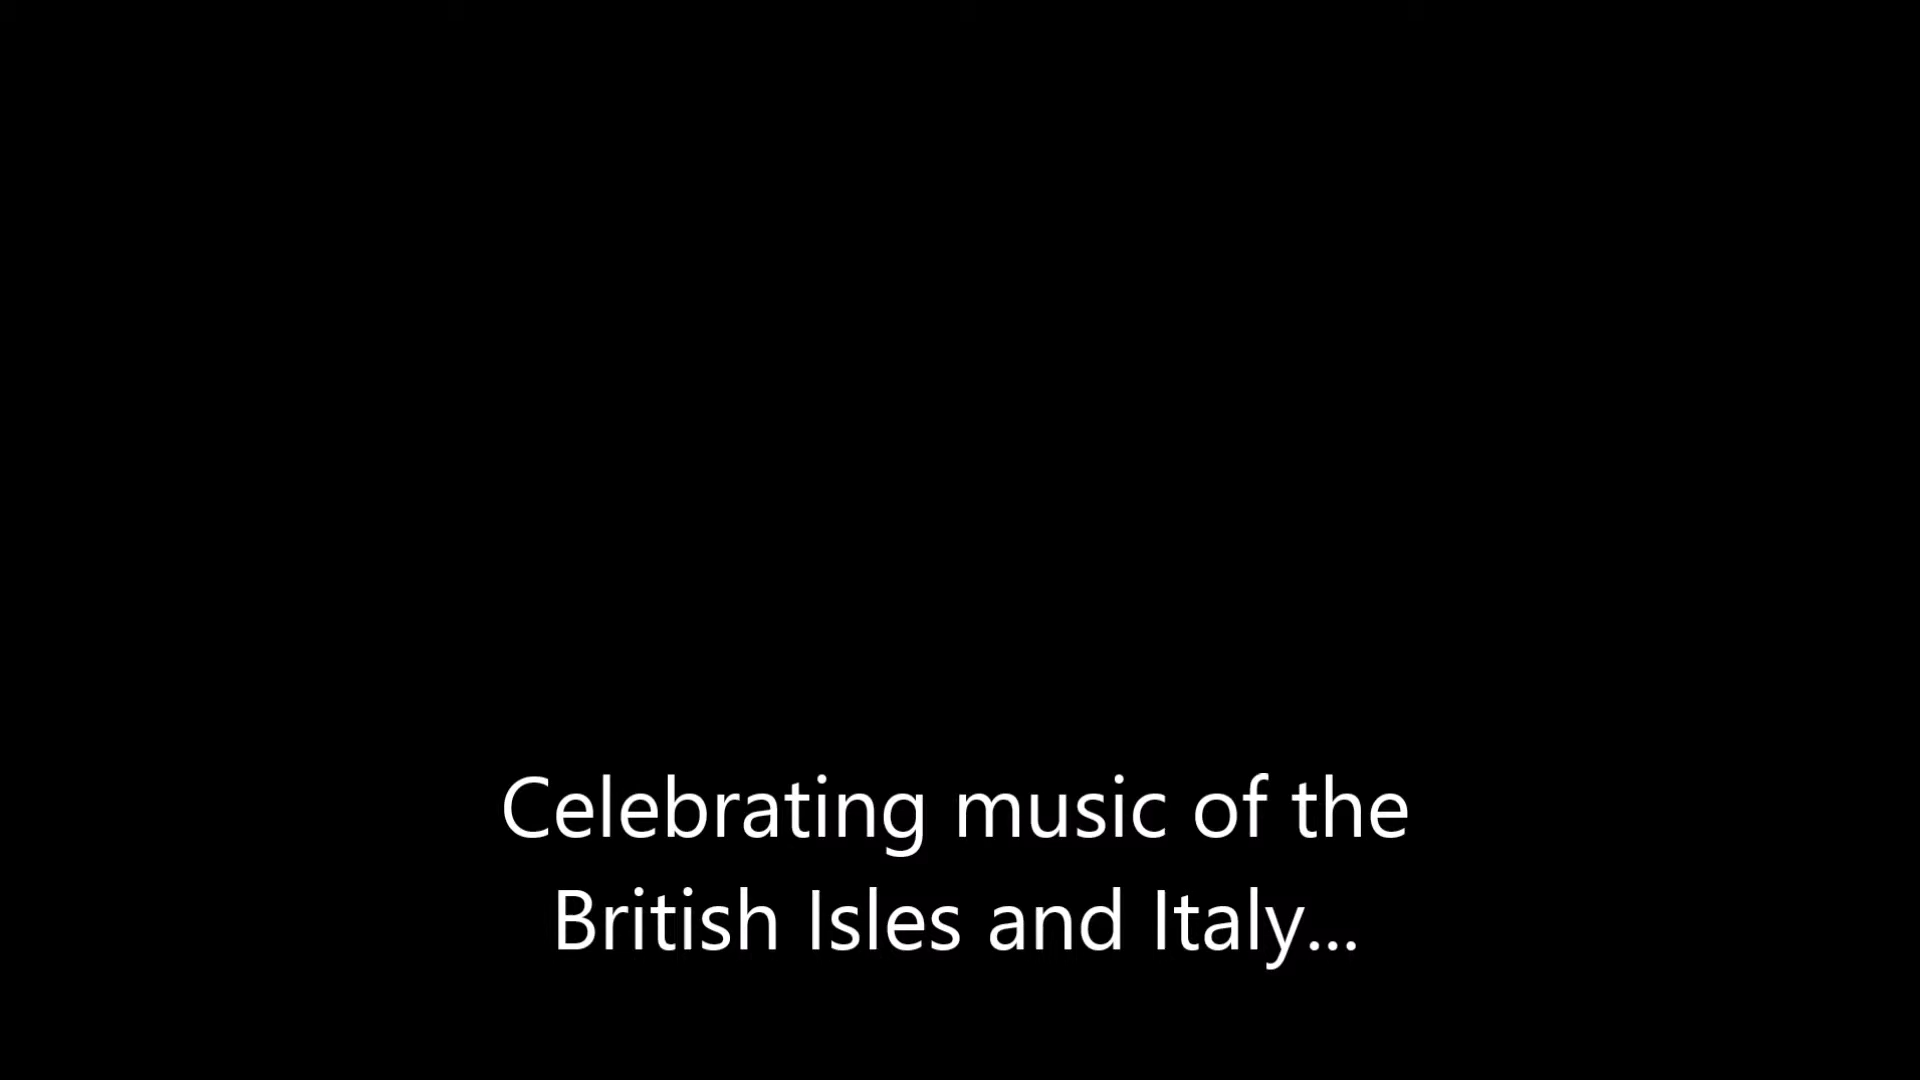 Celebrating music of the
British Isles and Italy...